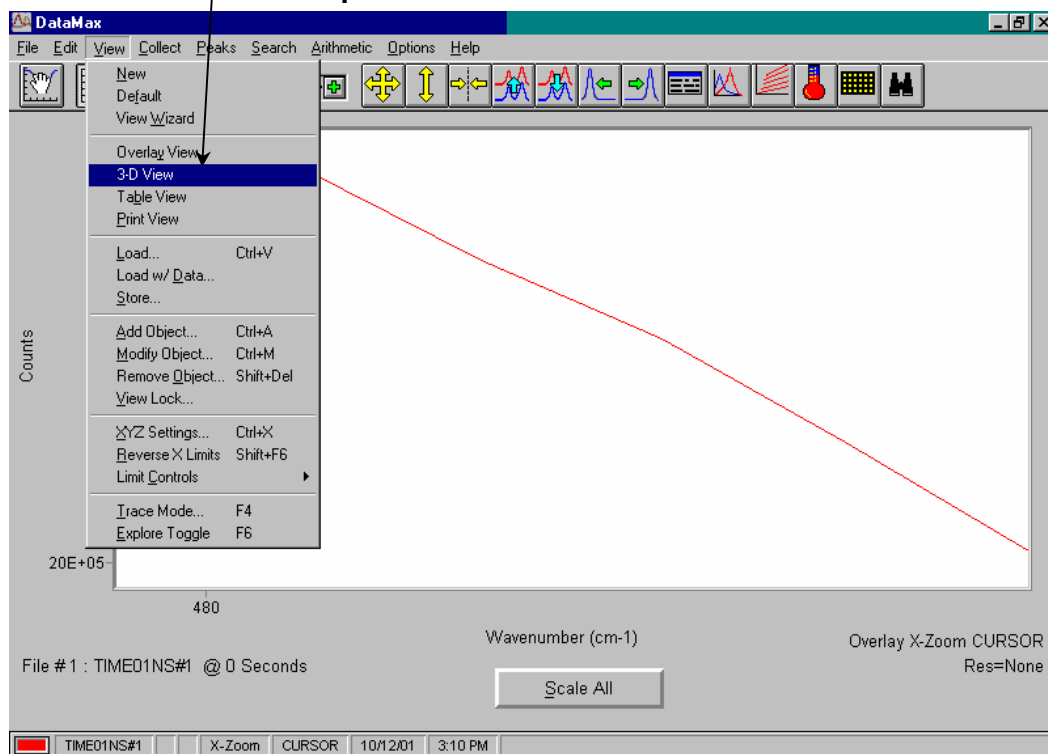 DataMax
File Edit View Collect Peaks Search Arithmetic Options Help
New
Default
View Wizard
Overlay View
3-D View
Table View
Print View
Load... Ctrl+V
Load w/ Data...
Store...
Add Object... Ctrl+A
Modify Object... Ctrl+M
Remove Object... Shift+Del
View Lock...
XYZ Settings... Ctrl+X
Reverse X Limits Shift+F6
Limit Controls
Trace Mode... F4
Explore Toggle F6
Counts
20E+05
480
Wavenumber (cm-1)
Overlay X-Zoom CURSOR
File # 1 : TIME01NS#1 @ 0 Seconds
Res=None
Scale All
TIME01NS#1 X-Zoom CURSOR 10/12/01 3:10 PM